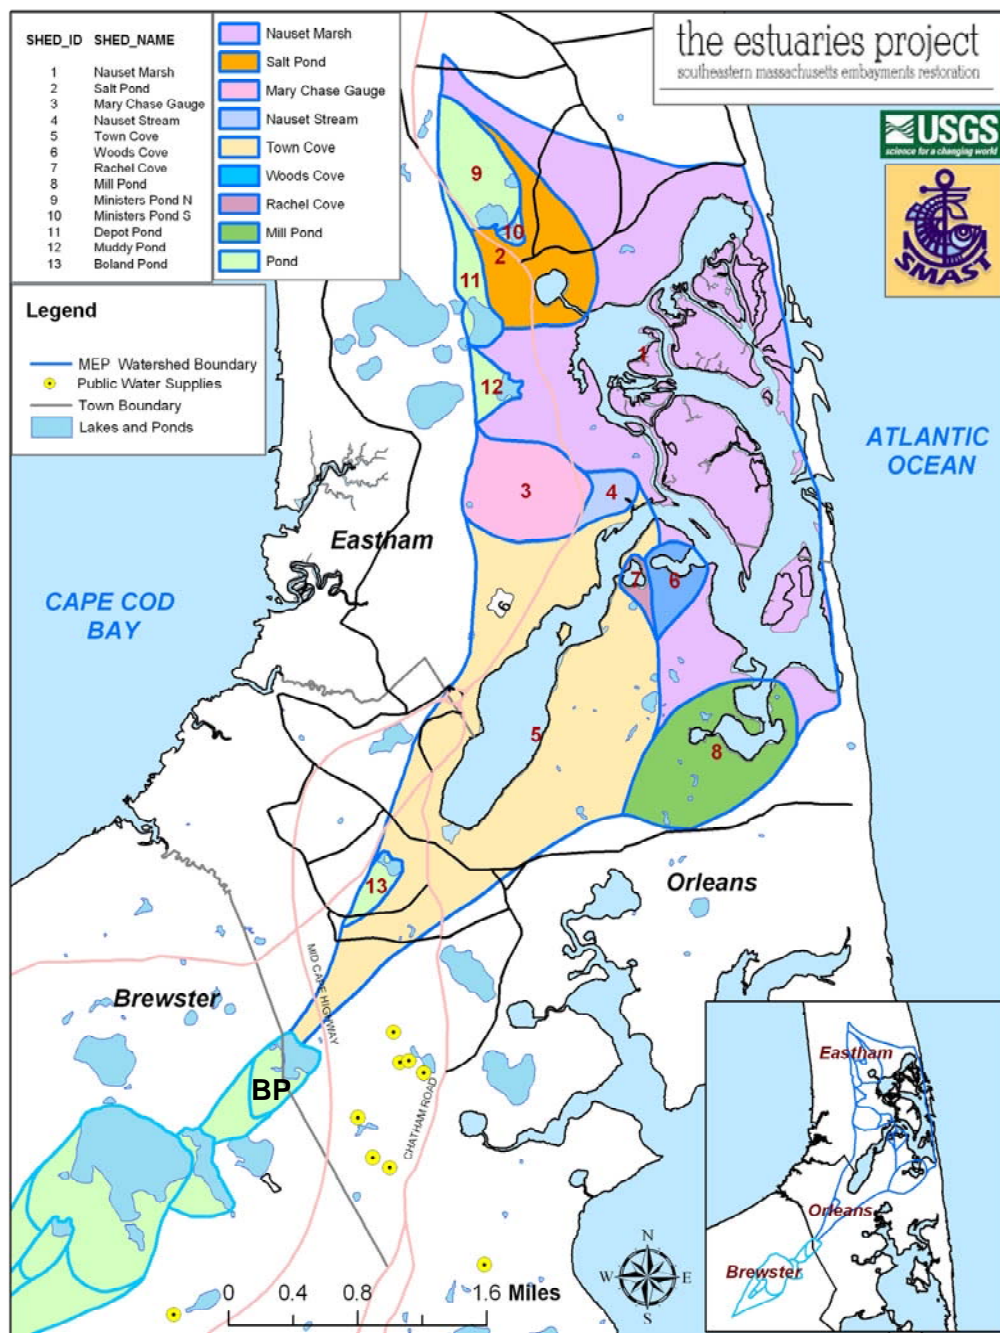 SHED_ID SHED_NAME
1 Nauset Marsh
2 Salt Pond
3 Mary Chase Gauge
4 Nauset Stream
5 Town Cove
6 Woods Cove
7 Rachel Cove
8 Mill Pond
9 Ministers Pond N
10 Ministers Pond S
11 Depot Pond
12 Muddy Pond
13 Boland Pond
Nauset Marsh
Salt Pond
Mary Chase Gauge
Nauset Stream
Town Cove
Woods Cove
Rachel Cove
Mill Pond
Pond
the estuaries project
southeastern massachusetts embayments restoration
USGS
science for a changing world
SMAST
Legend
MEP Watershed Boundary
Public Water Supplies
Town Boundary
Lakes and Ponds
9
10
2
11
1
12
3
4
ATLANTIC
OCEAN
Eastham
CAPE COD
BAY
6
7
6
5
8
13
Orleans
MID CAPE HIGHWAY
Brewster
BP
CHATHAM ROAD
Eastham
Orleans
Brewster
N
W
E
S
0 0.4 0.8 1.6 Miles